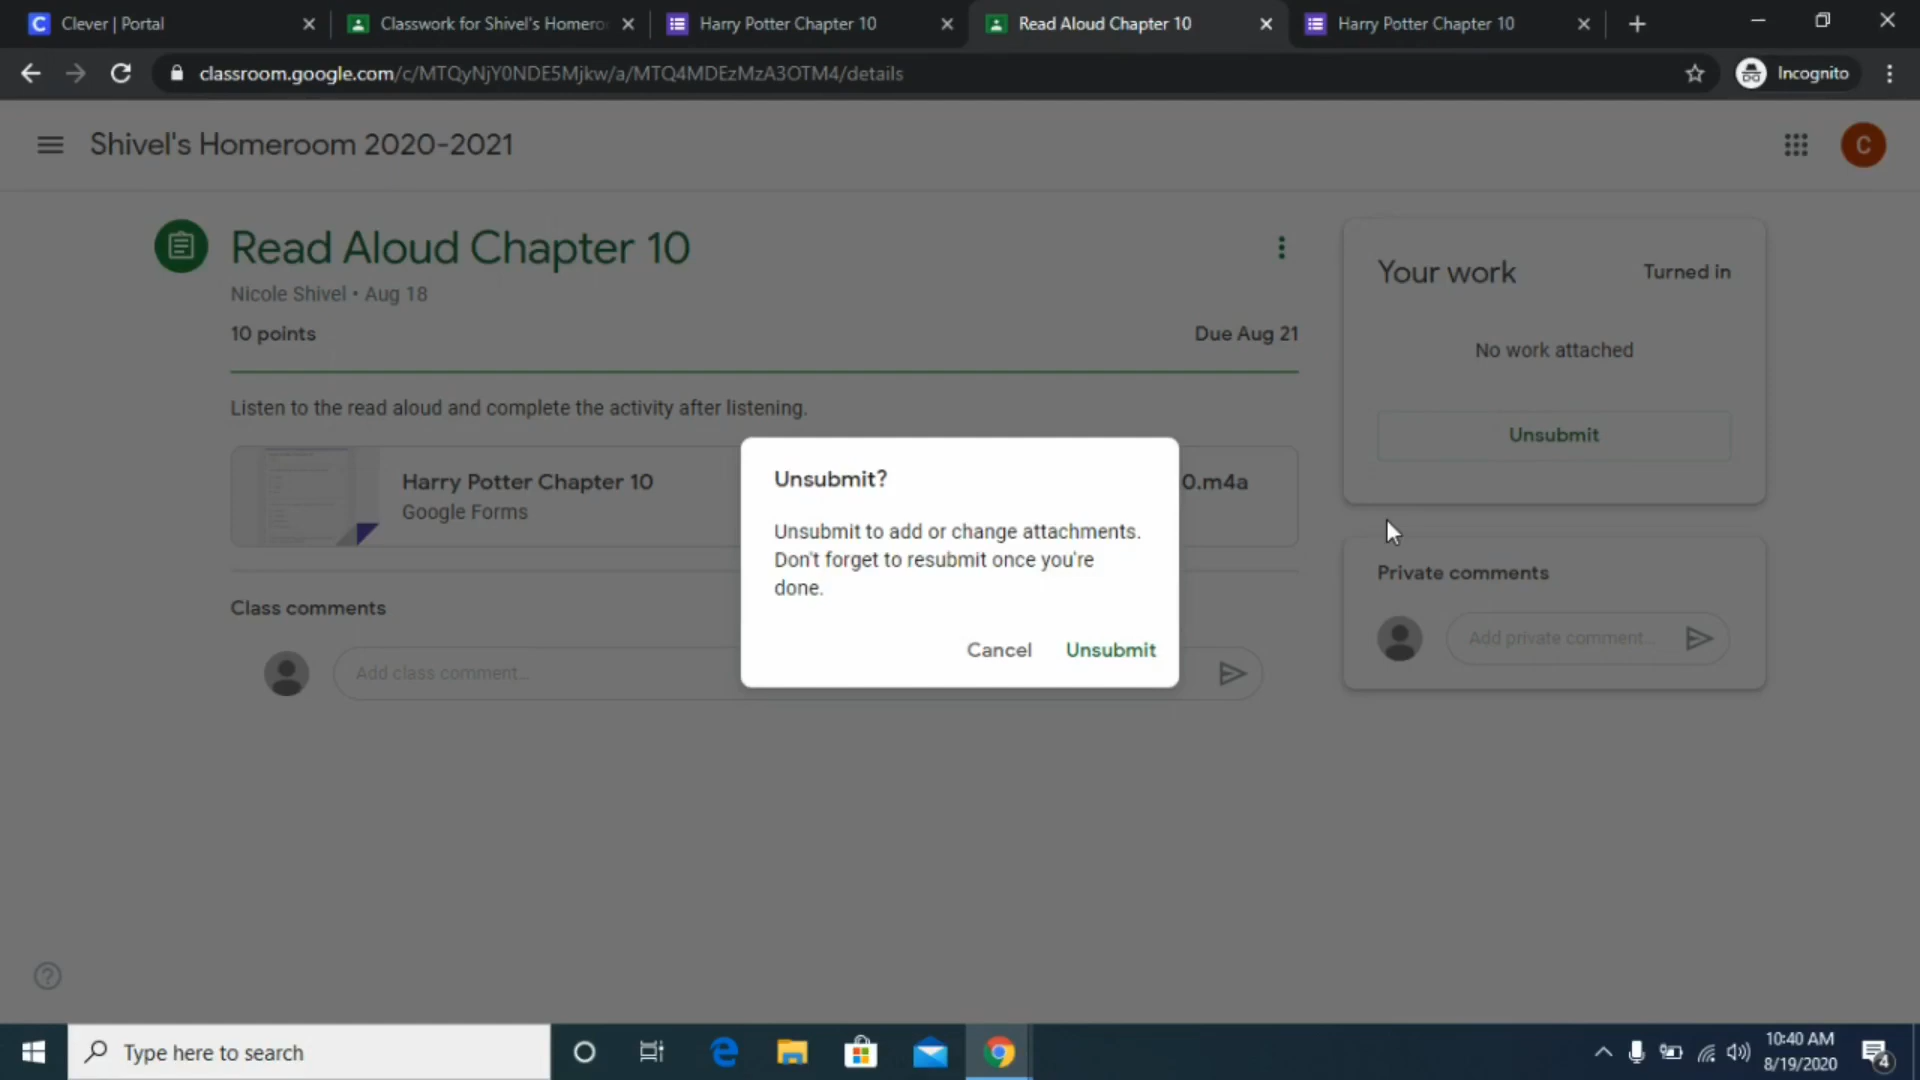 Clever | Portal
Classwork for Shivel's Homero
Harry Potter Chapter 10
Read Aloud Chapter 10
Harry Potter Chapter 10
classroom.google.com/c/MTQyNjY0NDE5Mjkw/a/MTQ4MDEzMzA3OTM4/details
Incognito
Shivel's Homeroom 2020-2021
C
Read Aloud Chapter 10
Nicole Shivel • Aug 18
10 points
Due Aug 21
Listen to the read aloud and complete the activity after listening.
Harry Potter Chapter 10
Google Forms
0.m4a
Class comments
Add class comment...
Your work
Turned in
No work attached
Unsubmit
Private comments
Add private comment...
Unsubmit?
Unsubmit to add or change attachments.
Don't forget to resubmit once you're
done.
Cancel
Unsubmit
Type here to search
10:40 AM
8/19/2020
4